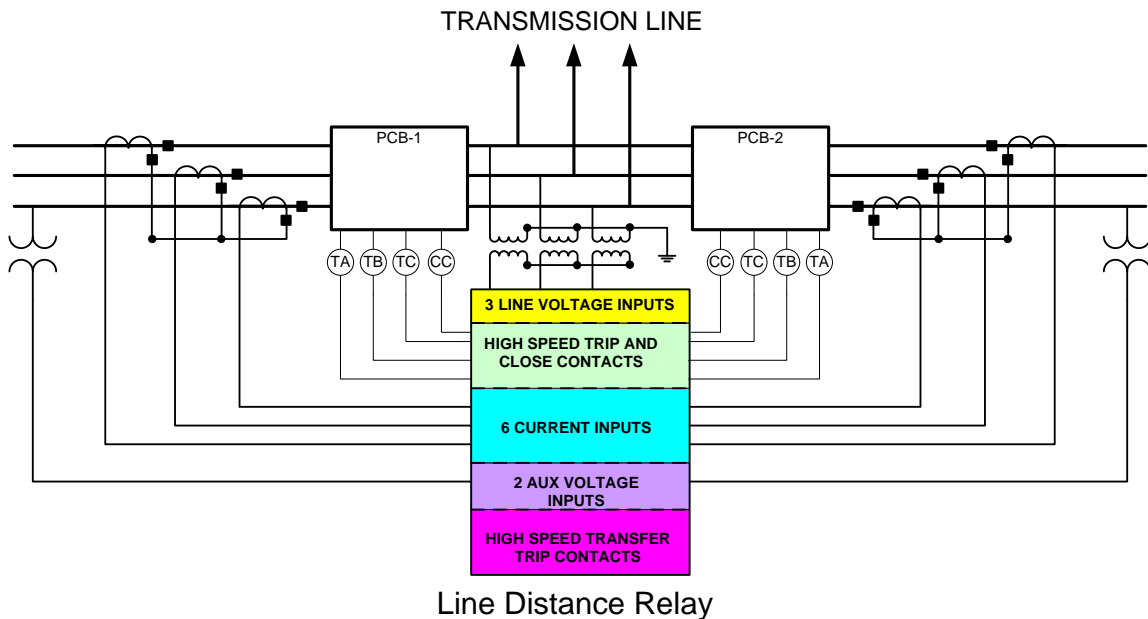 TRANSMISSION LINE
PCB-1
PCB-2
TA
TB
TC
CC
CC
TC
TB
TA
3 LINE VOLTAGE INPUTS
HIGH SPEED TRIP AND
CLOSE CONTACTS
6 CURRENT INPUTS
2 AUX VOLTAGE
INPUTS
HIGH SPEED TRANSFER
TRIP CONTACTS
Line Distance Relay